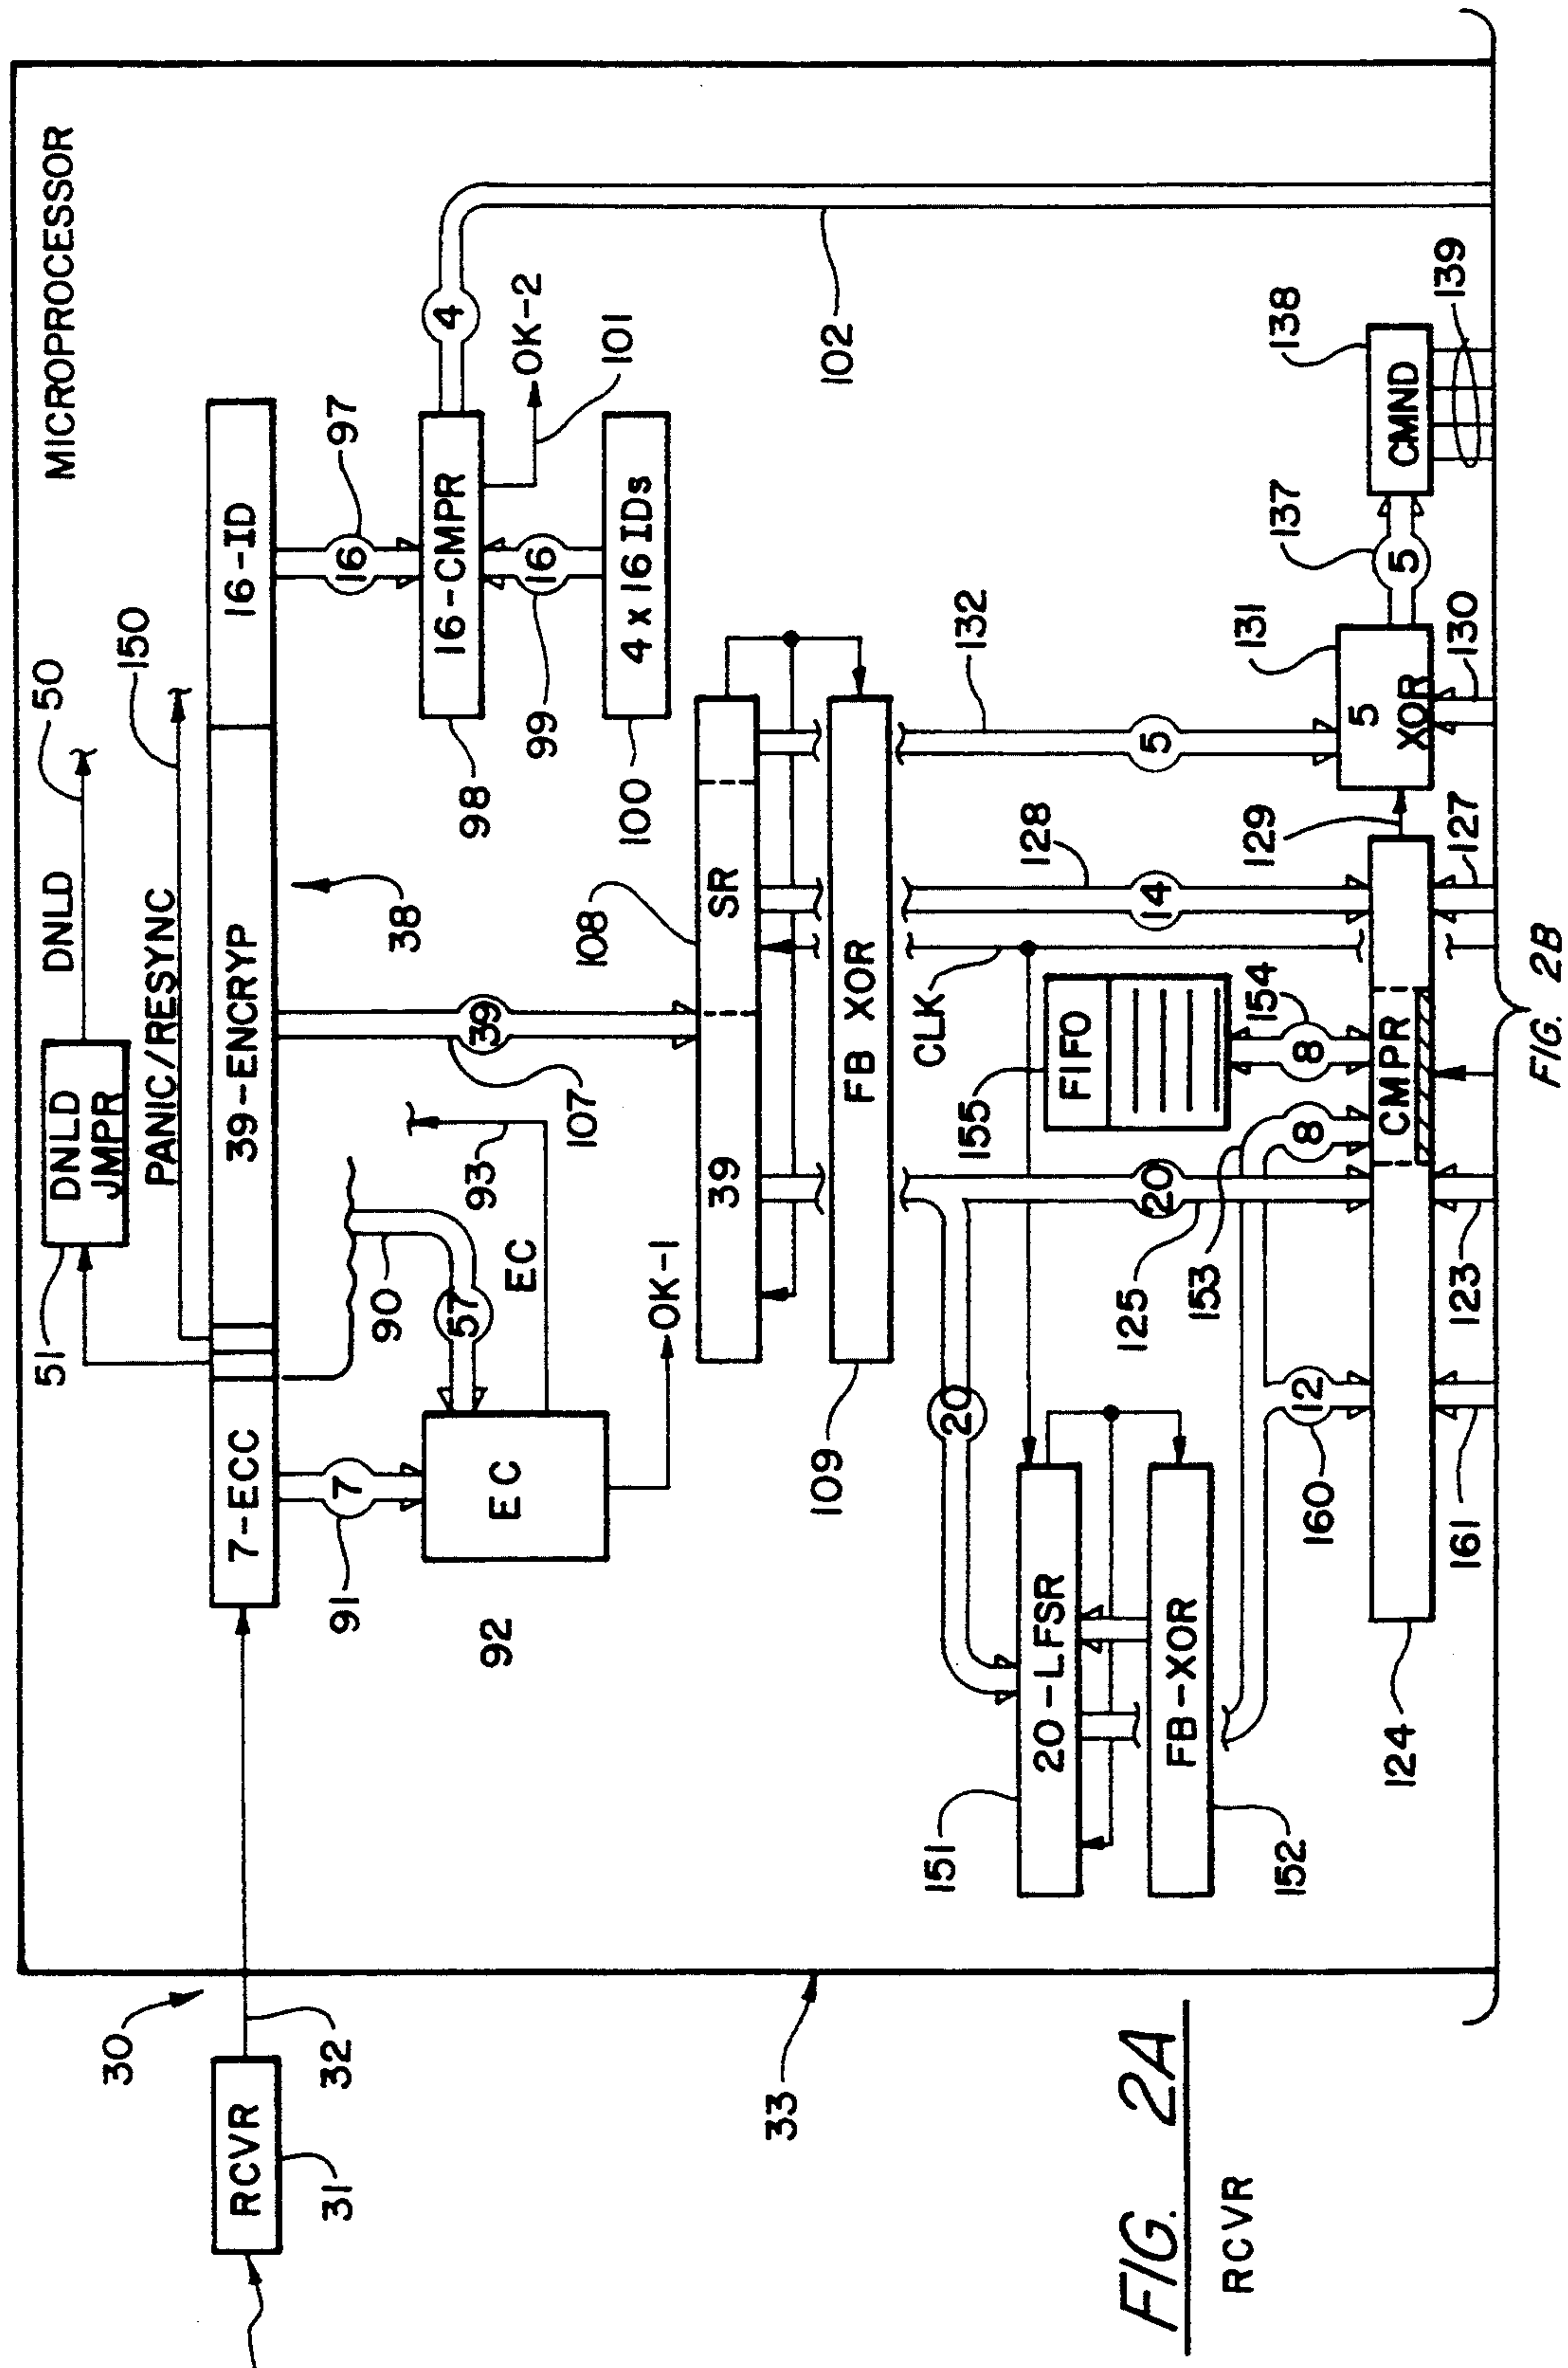 MICROPROCESSOR
30
RCVR
31
32
33
51
DNLD
JMPR
DNLD
50
PANIC/RESYNC
150
7-ECC
39-ENCRYP
16-ID
38
91
7
92
EC
90
57
EC
93
OK-1
39
107
16
97
16-CMPR
98
4
OK-2
101
16
99
4 x 16 IDs
100
102
108
39
SR
FB XOR
109
20
20-LFSR
151
FB-XOR
152
155
FIFO
CLK
128
14
132
5
125
20
153
8
154
8
160
12
161
123
CMPR
124
127
129
5
XOR
131
130
137
5
CMND
138
139
FIG. 2B
FIG. 2A
RCVR